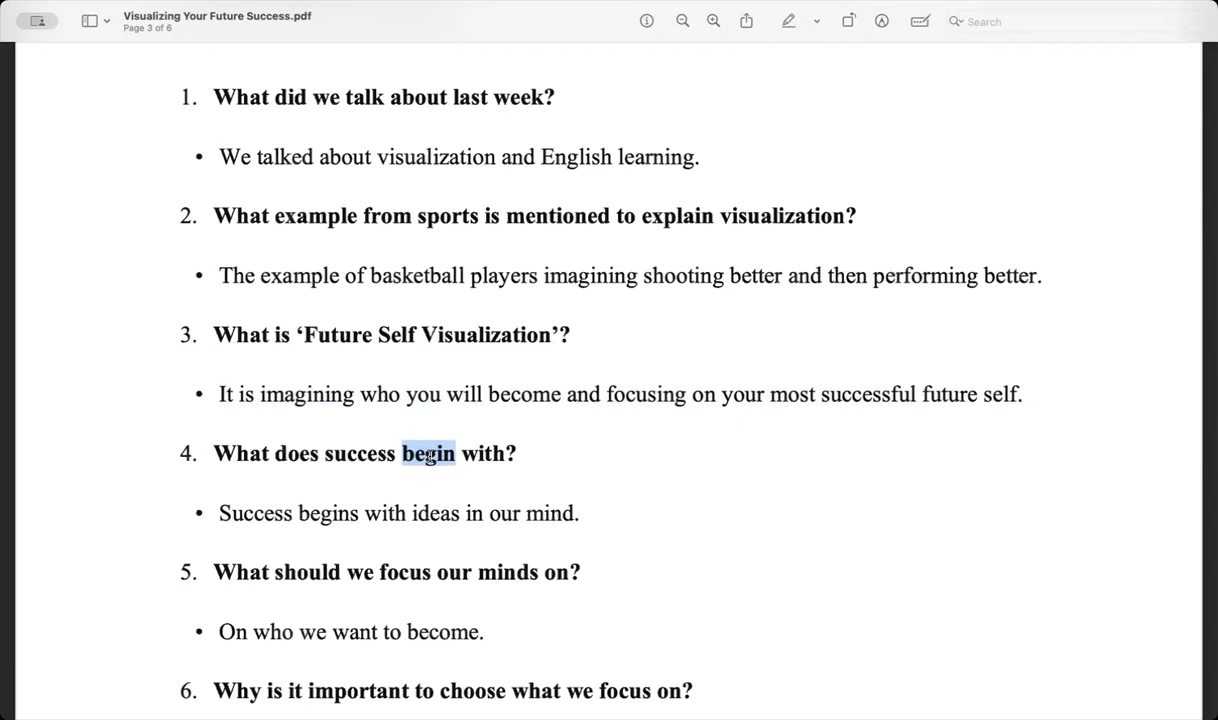 Visualizing Your Future Success.pdf
Page 3 of 6
Search
1. What did we talk about last week?
• We talked about visualization and English learning.
2. What example from sports is mentioned to explain visualization?
• The example of basketball players imagining shooting better and then performing better.
3. What is ‘Future Self Visualization’?
• It is imagining who you will become and focusing on your most successful future self.
4. What does success begin with?
• Success begins with ideas in our mind.
5. What should we focus our minds on?
• On who we want to become.
6. Why is it important to choose what we focus on?